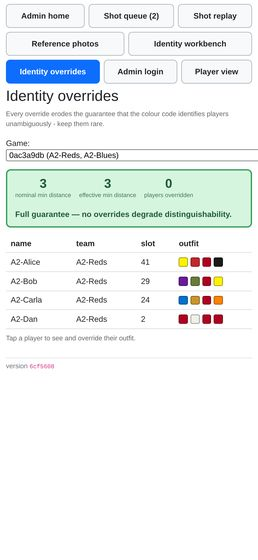 Admin home
Shot queue (2)
Shot replay
Reference photos
Identity workbench
Identity overrides
Admin login
Player view
Identity overrides
Every override erodes the guarantee that the colour code identifies players
unambiguously - keep them rare.
Game:
0ac3a9db (A2-Reds, A2-Blues)
3 3 0
nominal min distance effective min distance players overridden
Full guarantee — no overrides degrade distinguishability.
name team slot outfit
A2-Alice A2-Reds 41
A2-Bob A2-Reds 29
A2-Carla A2-Reds 24
A2-Dan A2-Reds 2
Tap a player to see and override their outfit.
version 6cf5668